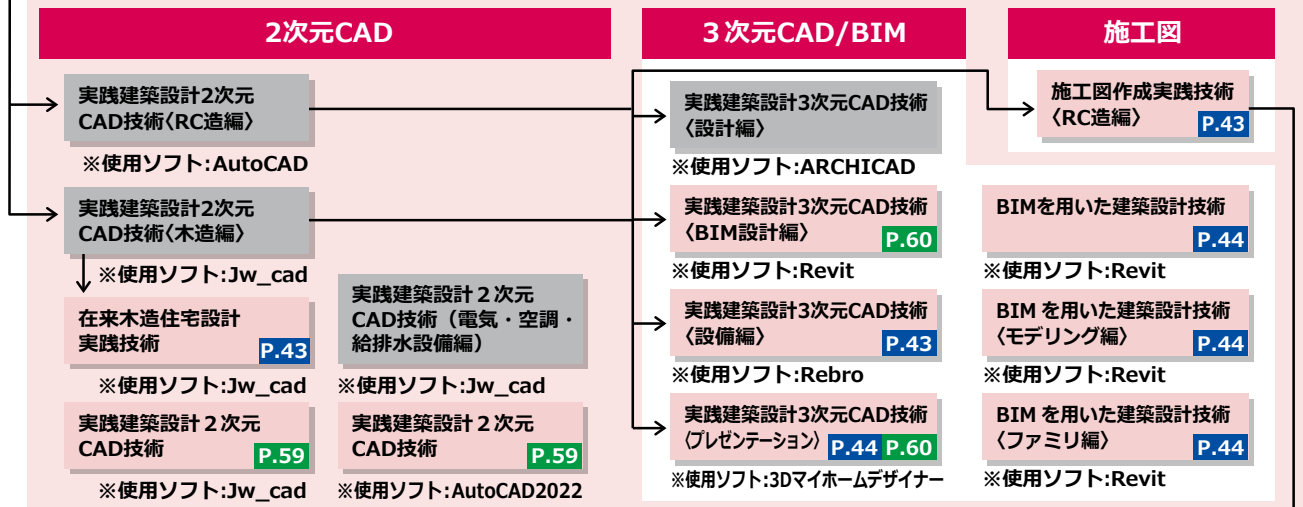 2次元CAD
実践建築設計2次元
CAD技術〈RC造編〉
※使用ソフト:AutoCAD
実践建築設計2次元
CAD技術〈木造編〉
※使用ソフト:Jw_cad
在来木造住宅設計
実践技術
P.43
※使用ソフト:Jw_cad
実践建築設計２次元
CAD技術（電気・空調・
給排水設備編）
※使用ソフト:Jw_cad
実践建築設計２次元
CAD技術
P.59
※使用ソフト:Jw_cad
実践建築設計２次元
CAD技術
P.59
※使用ソフト:AutoCAD2022
３次元CAD/BIM
実践建築設計3次元CAD技術
〈設計編〉
※使用ソフト:ARCHICAD
実践建築設計3次元CAD技術
〈BIM設計編〉
P.60
※使用ソフト:Revit
実践建築設計3次元CAD技術
〈設備編〉
P.43
※使用ソフト:Rebro
実践建築設計3次元CAD技術
〈プレゼンテーション〉 P.44 P.60
※使用ソフト:3Dマイホームデザイナー
施工図
施工図作成実践技術
〈RC造編〉
P.43
BIMを用いた建築設計技術
P.44
※使用ソフト:Revit
BIM を用いた建築設計技術
〈モデリング編〉
P.44
※使用ソフト:Revit
BIM を用いた建築設計技術
〈ファミリ編〉
P.44
※使用ソフト:Revit